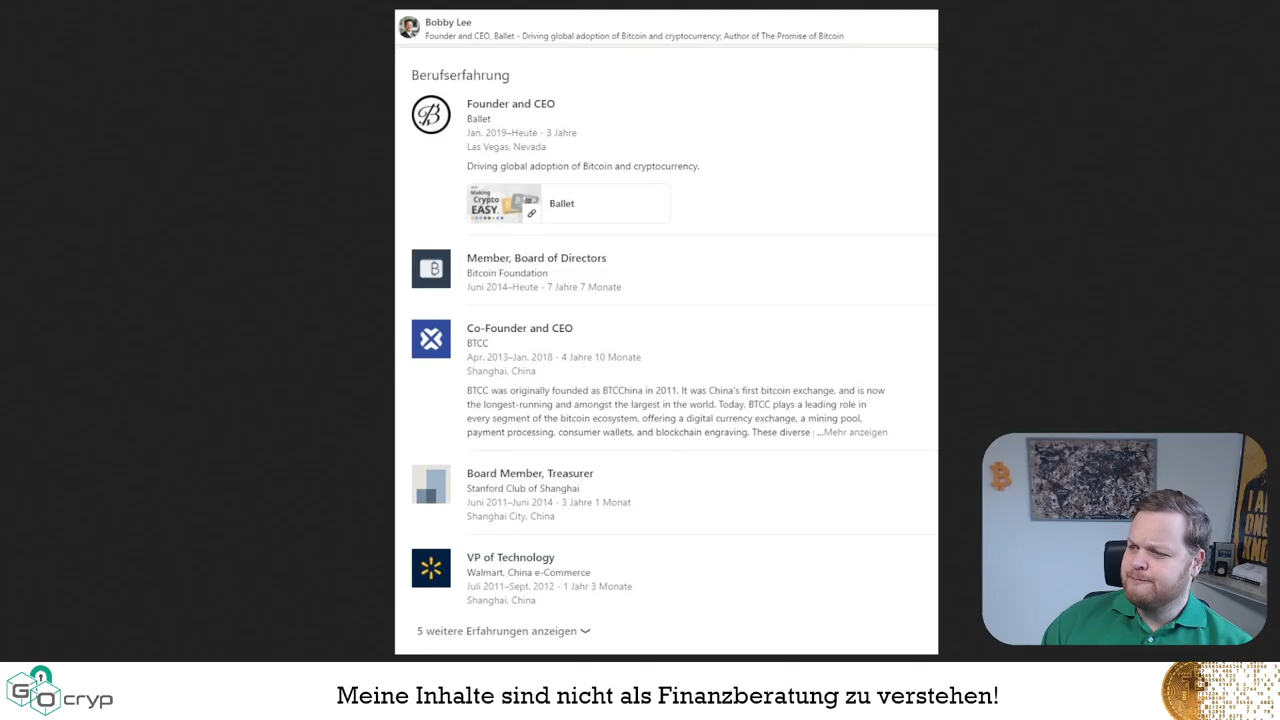 Bobby Lee
Founder and CEO, Ballet - Driving global adoption of Bitcoin and cryptocurrency; Author of The Promise of Bitcoin
Berufserfahrung
Founder and CEO
Ballet
Jan. 2019–Heute · 3 Jahre
Las Vegas, Nevada
Driving global adoption of Bitcoin and cryptocurrency.
Making
Crypto
EASY.
Ballet
Member, Board of Directors
Bitcoin Foundation
Juni 2014–Heute · 7 Jahre 7 Monate
Co-Founder and CEO
BTCC
Apr. 2013–Jan. 2018 · 4 Jahre 10 Monate
Shanghai, China
BTCC was originally founded as BTCChina in 2011. It was China's first bitcoin exchange, and is now
the longest-running and amongst the largest in the world. Today, BTCC plays a leading role in
every segment of the bitcoin ecosystem, offering a digital currency exchange, a mining pool,
payment processing, consumer wallets, and blockchain engraving. These diverse ...Mehr anzeigen
Board Member, Treasurer
Stanford Club of Shanghai
Juni 2011–Juni 2014 · 3 Jahre 1 Monat
Shanghai City, China
VP of Technology
Walmart, China e-Commerce
Juli 2011–Sept. 2012 · 1 Jahr 3 Monate
Shanghai, China
5 weitere Erfahrungen anzeigen
I AM
ONE
KNO
GOcryp
Meine Inhalte sind nicht als Finanzberatung zu verstehen!